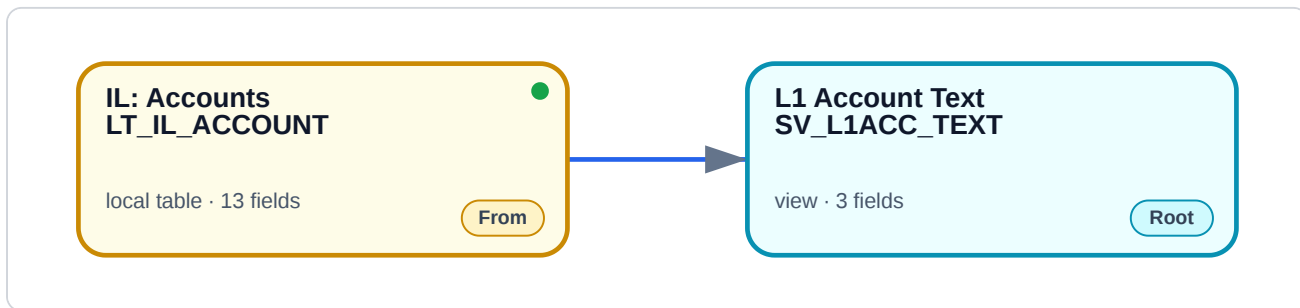 IL: Accounts
LT_IL_ACCOUNT
local table · 13 fields
From
L1 Account Text
SV_L1ACC_TEXT
view · 3 fields
Root